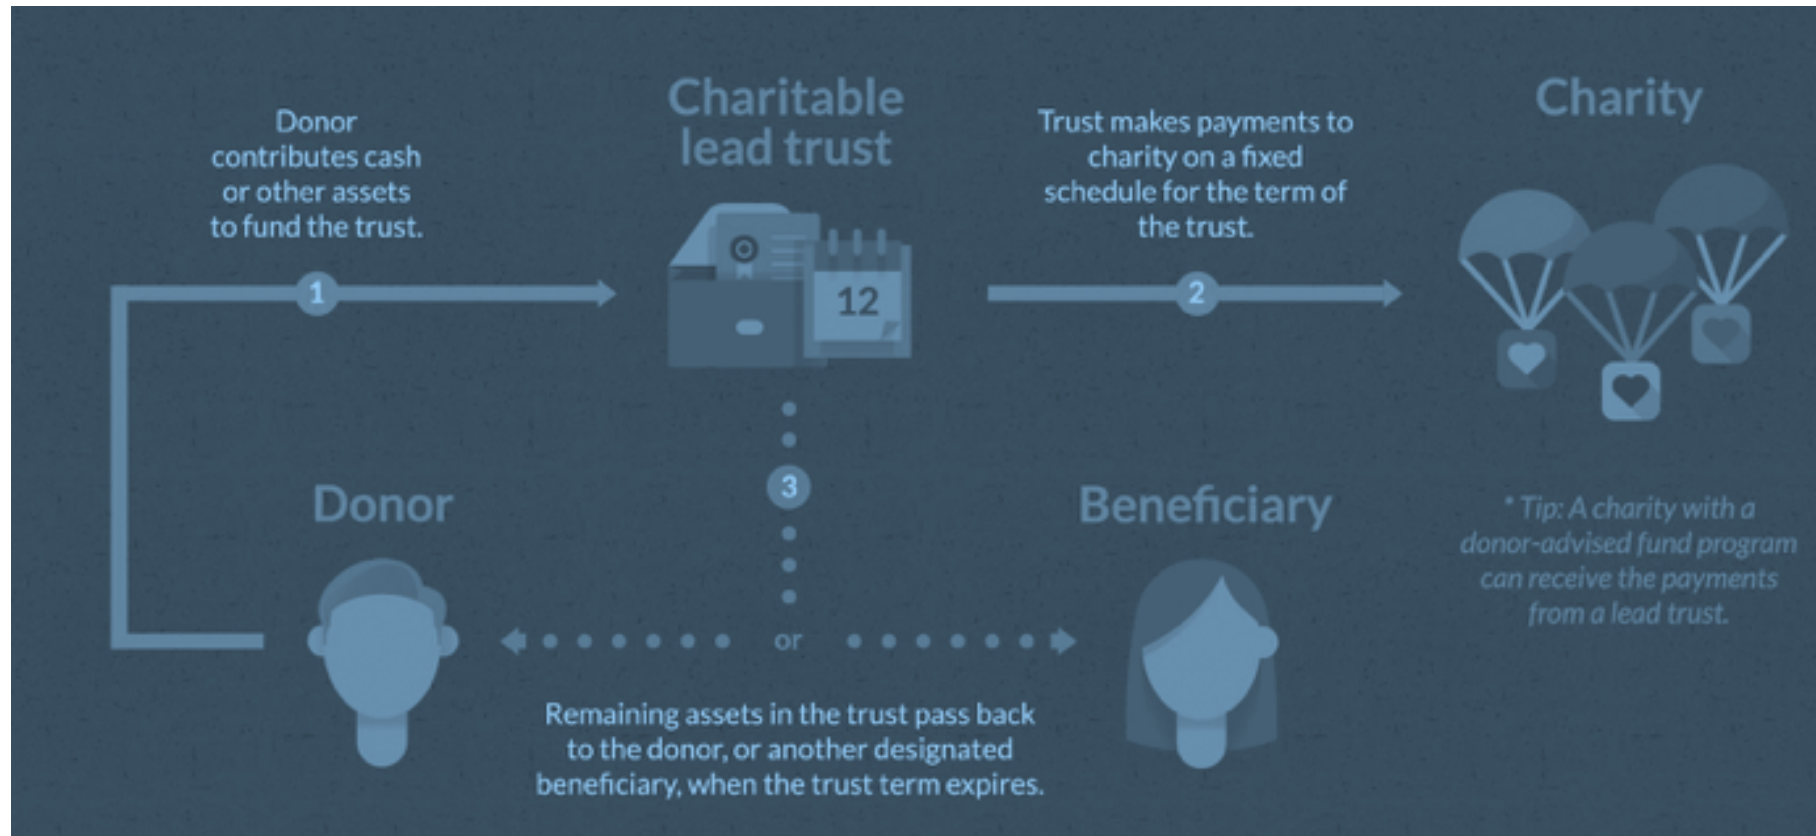 Donor
contributes cash
or other assets
to fund the trust.
1
Charitable
lead trust
12
Trust makes payments to
charity on a fixed
schedule for the term of
the trust.
2
Charity
3
Donor
Beneficiary
* Tip: A charity with a
donor-advised fund program
can receive the payments
from a lead trust.
or
Remaining assets in the trust pass back
to the donor, or another designated
beneficiary, when the trust term expires.